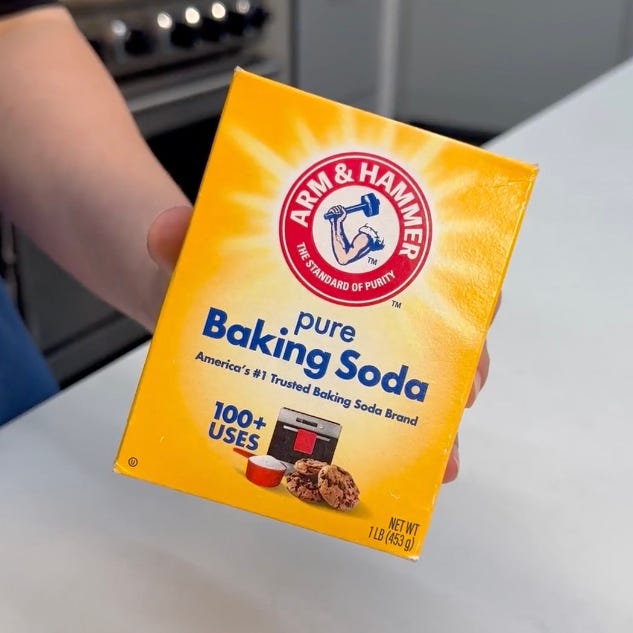 ARM & HAMMER
TM
THE STANDARD OF PURITY
TM
pure
Baking Soda
America's #1 Trusted Baking Soda Brand
100+
USES
U
NET WT
1 LB (453 g)